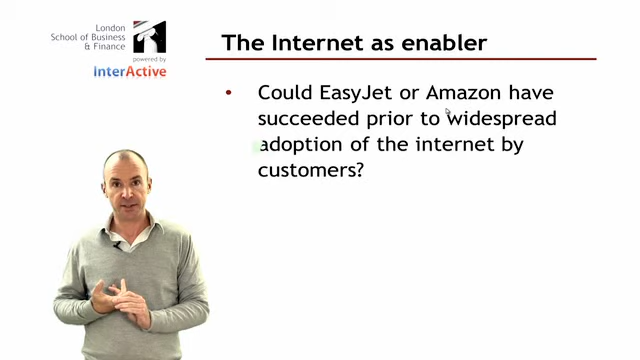 London
School of Business
& Finance
powered by
InterActive
The Internet as enabler
• Could EasyJet or Amazon have
succeeded prior to widespread
adoption of the internet by
customers?